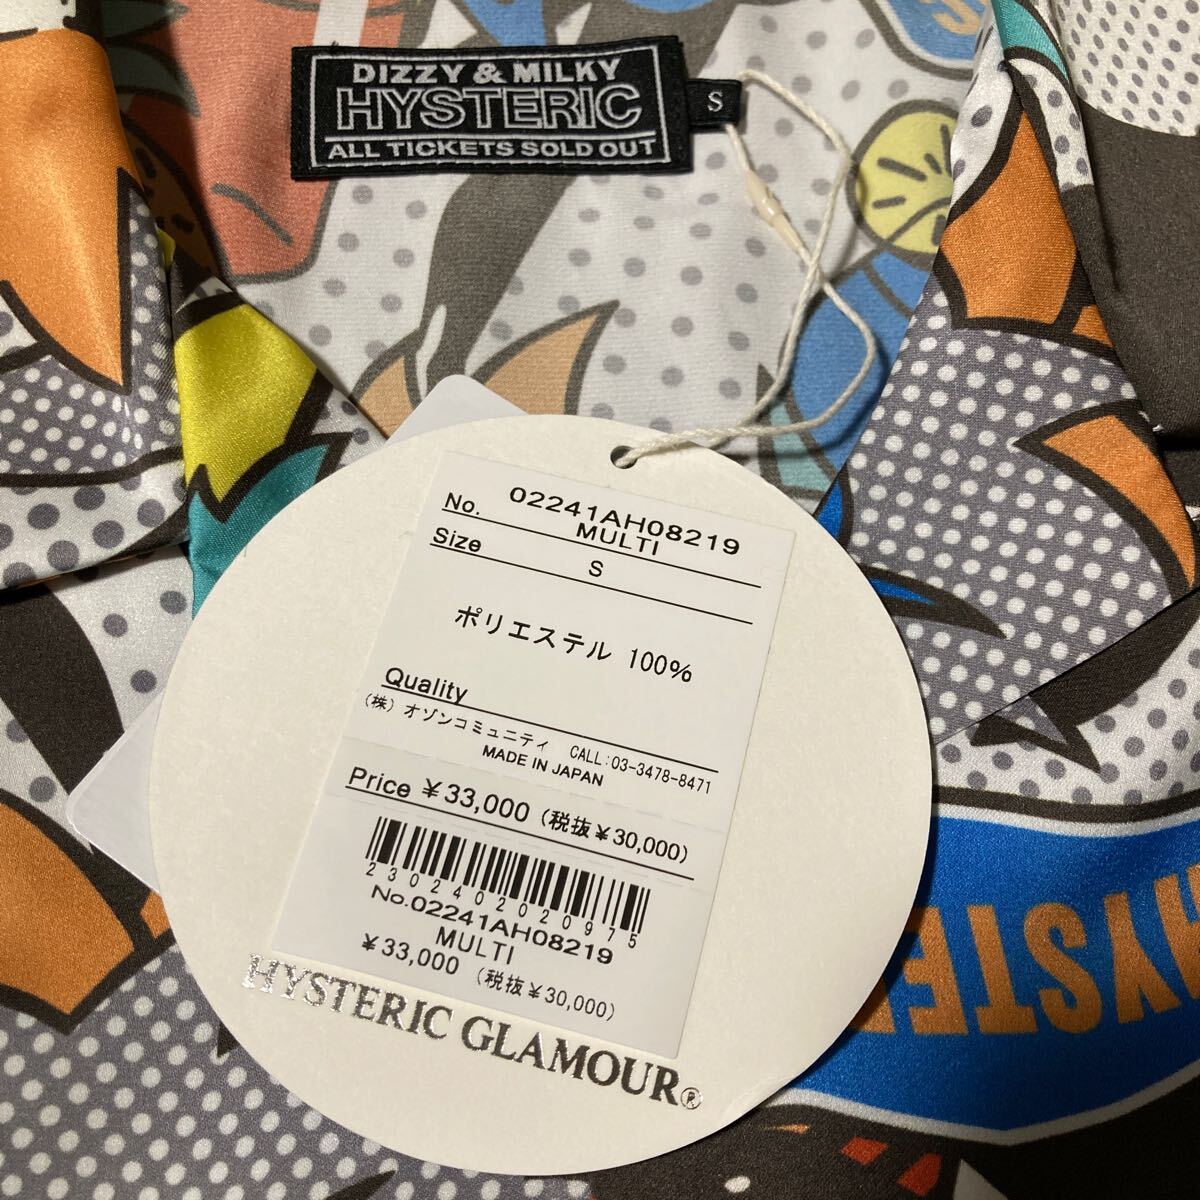 DIZZY & MILKY
HYSTERIC
ALL TICKETS SOLD OUT
S
No. 02241AH08219
MULTI
Size S
ポリエステル 100%
Quality
（株）オゾンコミュニティ CALL:03-3478-8471
MADE IN JAPAN
Price ￥33,000（税抜￥30,000）
2302402020975
No.02241AH08219
MULTI
￥33,000（税抜￥30,000）
HYSTERIC GLAMOUR®
HYSTER